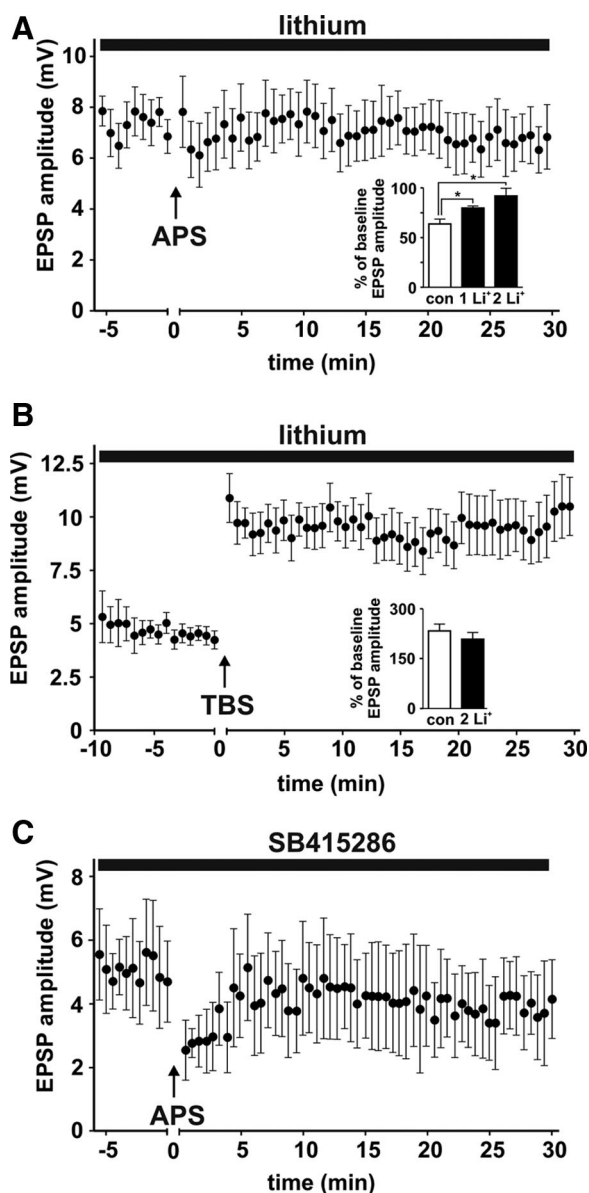 A
lithium
EPSP amplitude (mV)
10
8
6
4
2
0
APS
% of baseline
EPSP amplitude
100
50
0
*
*
con 1 Li⁺ 2 Li⁺
-5 0 5 10 15 20 25 30
time (min)
B
lithium
EPSP amplitude (mV)
12.5
10
7.5
5
2.5
0
TBS
% of baseline
EPSP amplitude
300
150
0
con 2 Li⁺
-10 -5 0 5 10 15 20 25 30
time (min)
C
SB415286
EPSP amplitude (mV)
8
6
4
2
0
APS
-5 0 5 10 15 20 25 30
time (min)